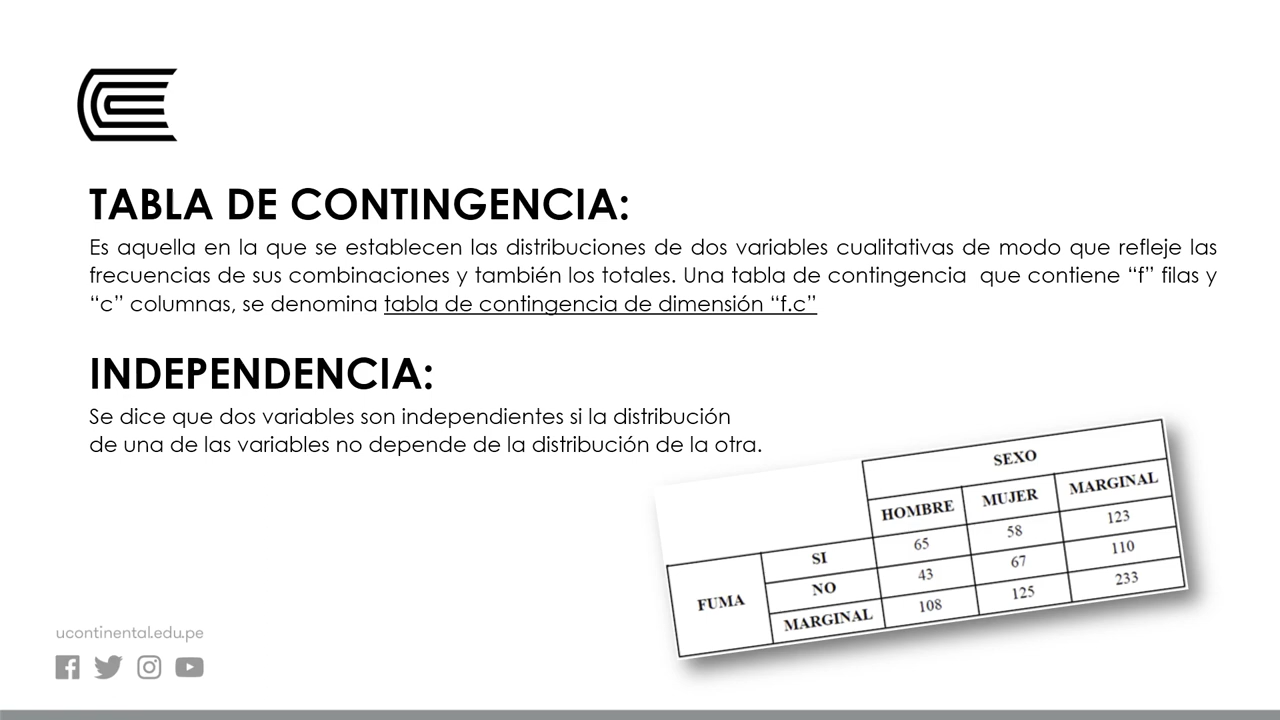 TABLA DE CONTINGENCIA:
Es aquella en la que se establecen las distribuciones de dos variables cualitativas de modo que refleje las
frecuencias de sus combinaciones y también los totales. Una tabla de contingencia  que contiene “f” filas y
“c” columnas, se denomina tabla de contingencia de dimensión “f.c”
INDEPENDENCIA:
Se dice que dos variables son independientes si la distribución
de una de las variables no depende de la distribución de la otra.
SEXO
HOMBRE MUJER MARGINAL
FUMA
SI 65 58 123
NO 43 67 110
MARGINAL 108 125 233
ucontinental.edu.pe